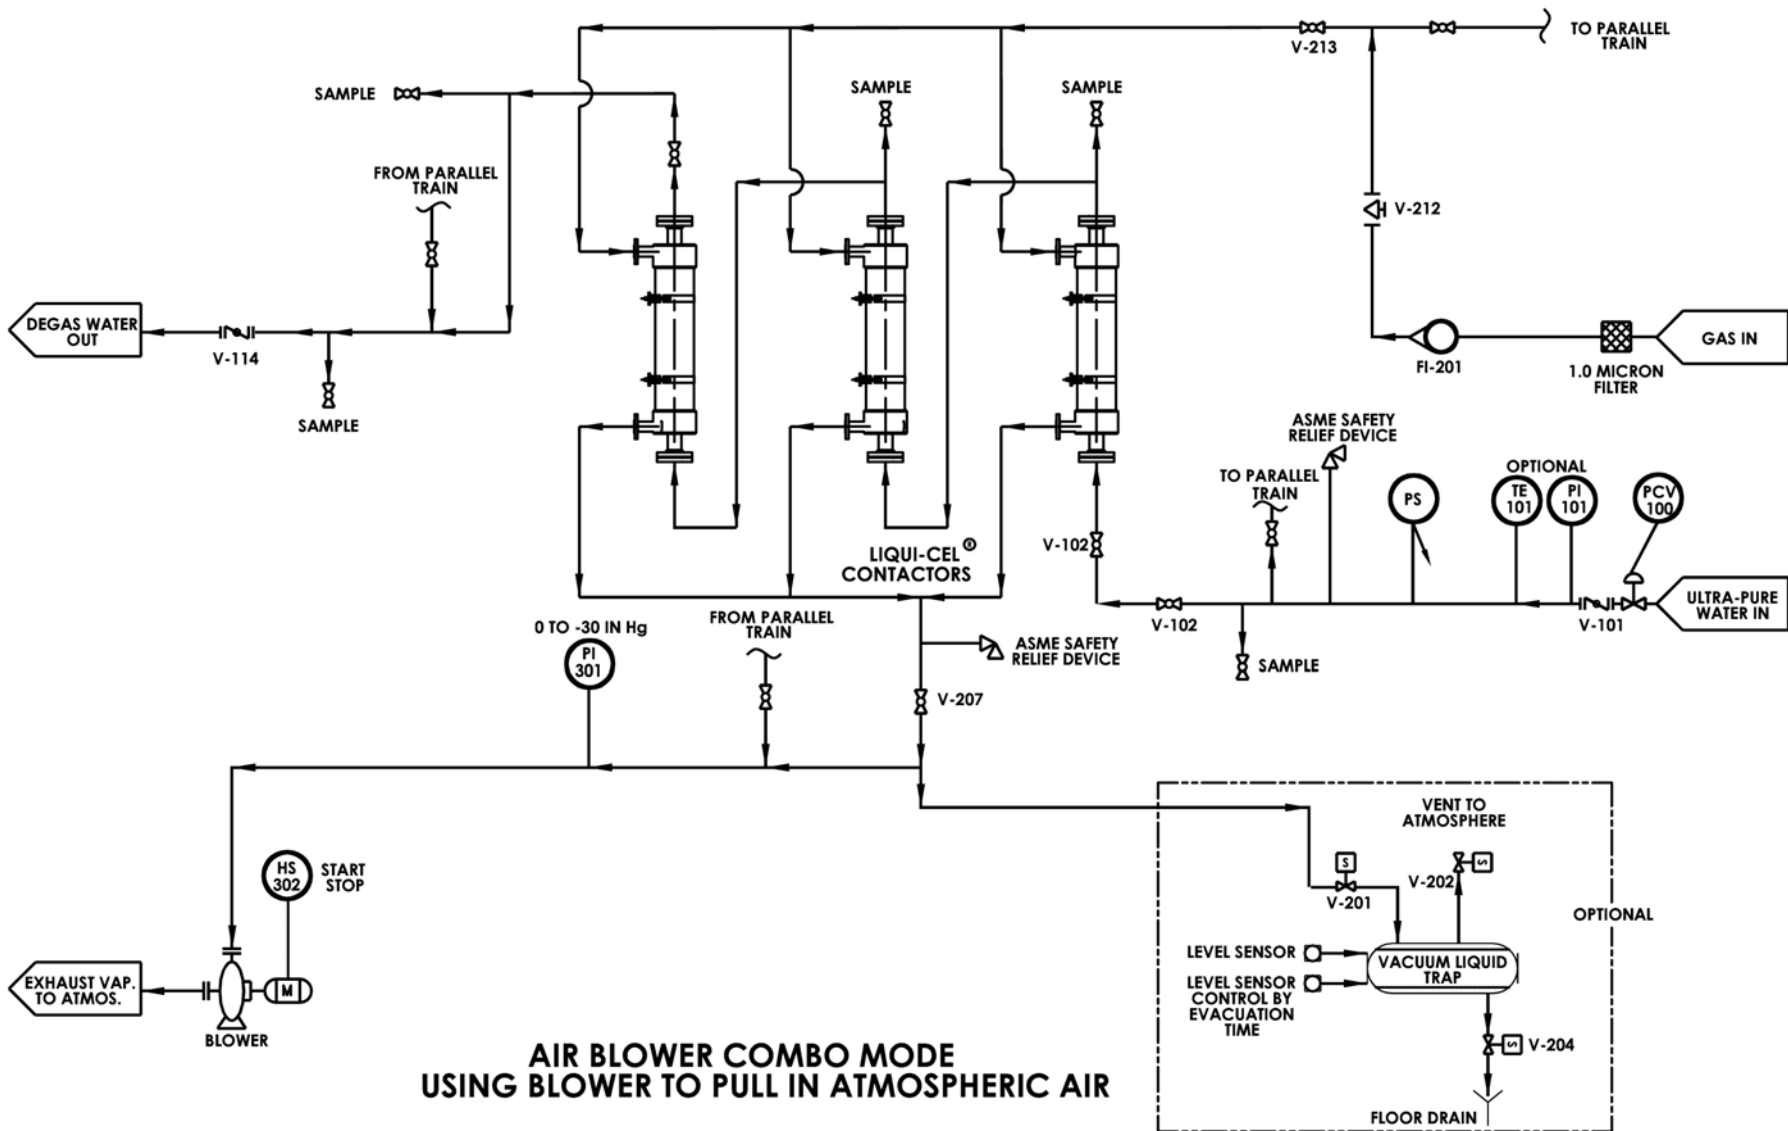 TO PARALLEL
TRAIN
V-213
SAMPLE
SAMPLE
SAMPLE
FROM PARALLEL
TRAIN
V-212
DEGAS WATER
OUT
V-114
SAMPLE
GAS IN
FI-201
1.0 MICRON
FILTER
ASME SAFETY
RELIEF DEVICE
TO PARALLEL
TRAIN
OPTIONAL
PS
TE
101
PI
101
PCV
100
V-102
LIQUI-CEL ®
CONTACTORS
ULTRA-PURE
WATER IN
V-102
V-101
SAMPLE
0 TO -30 IN Hg
PI
301
FROM PARALLEL
TRAIN
ASME SAFETY
RELIEF DEVICE
V-207
VENT TO
ATMOSPHERE
HS
302
START
STOP
S
S
V-201
V-202
OPTIONAL
LEVEL SENSOR
LEVEL SENSOR
CONTROL BY
EVACUATION
TIME
VACUUM LIQUID
TRAP
EXHAUST VAP.
TO ATMOS.
M
BLOWER
S
V-204
FLOOR DRAIN
AIR BLOWER COMBO MODE
USING BLOWER TO PULL IN ATMOSPHERIC AIR